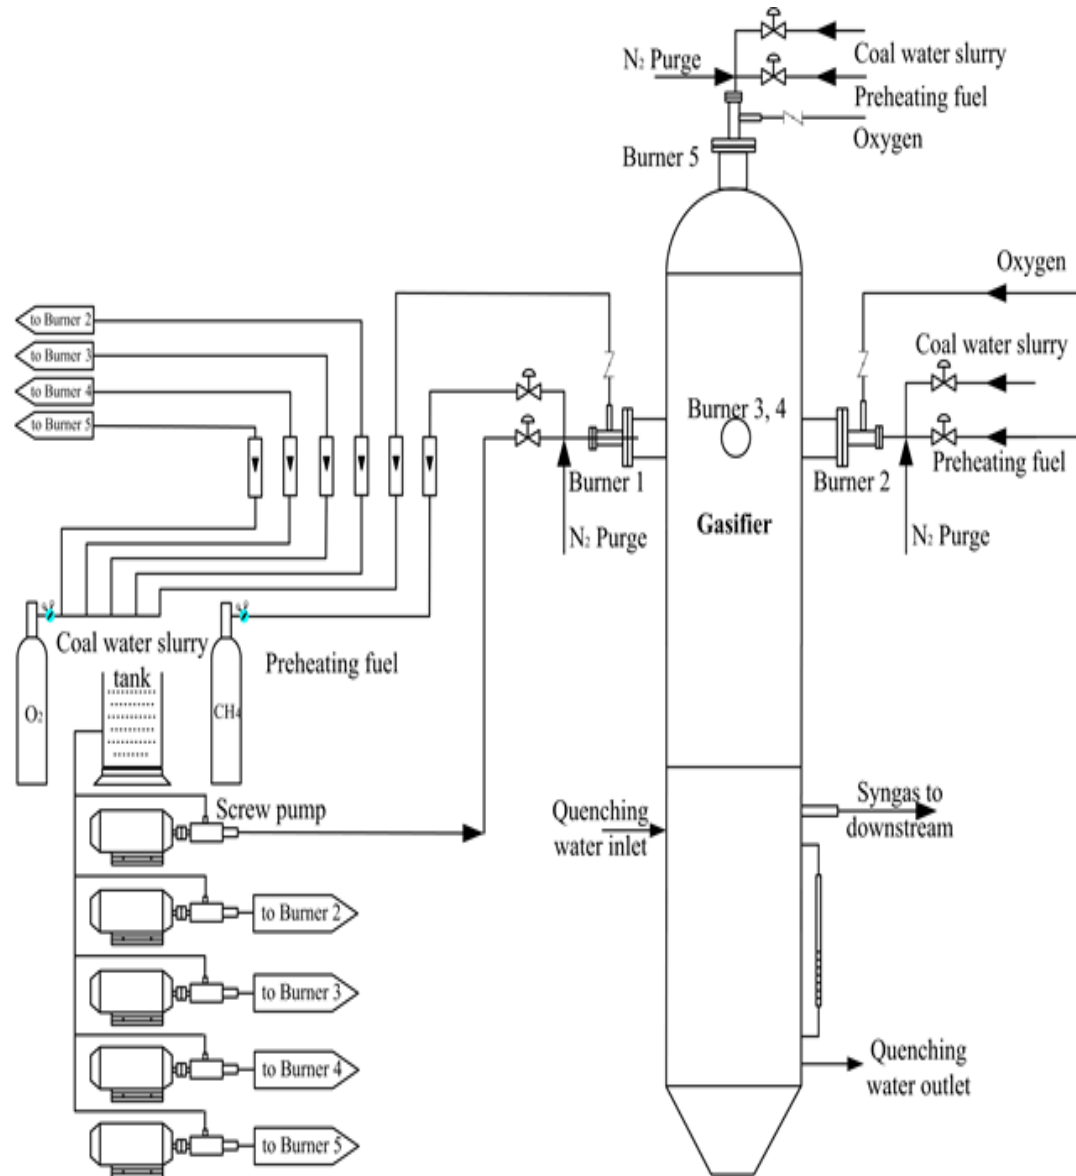 Coal water slurry
N₂ Purge
Preheating fuel
Oxygen
Burner 5
Oxygen
to Burner 2
to Burner 3
to Burner 4
to Burner 5
Coal water slurry
Burner 3, 4
Preheating fuel
Burner 1
Burner 2
Gasifier
N₂ Purge
N₂ Purge
Coal water slurry
tank
Preheating fuel
O₂
CH₄
Screw pump
Quenching
water inlet
Syngas to
downstream
to Burner 2
to Burner 3
to Burner 4
to Burner 5
Quenching
water outlet